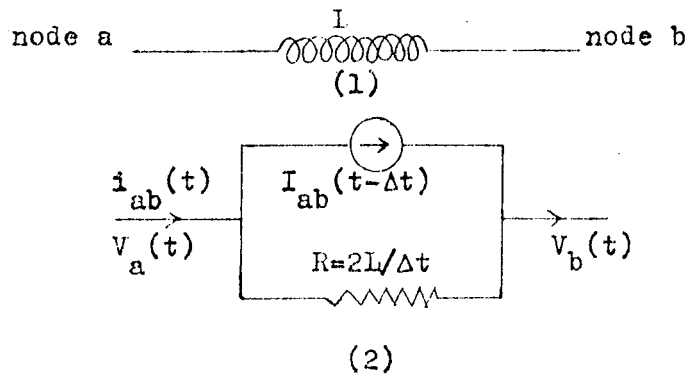 L
node a node b
(1)
i_ab(t) I_ab(t-Δt)
V_a(t) V_b(t)
R=2L/Δt
(2)